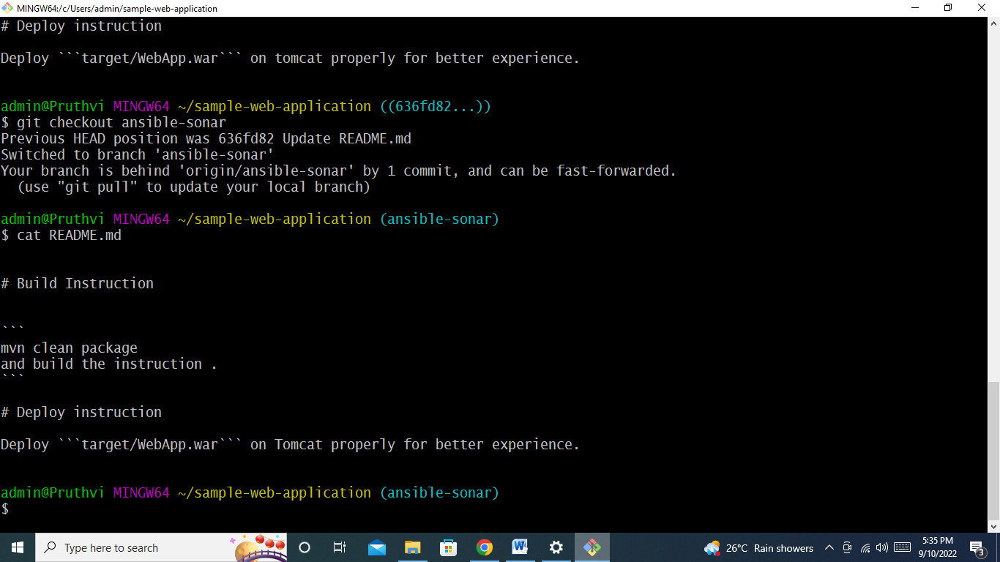 MINGW64:/c/Users/admin/sample-web-application
# Deploy instruction
Deploy ```target/WebApp.war``` on tomcat properly for better experience.
admin@Pruthvi MINGW64 ~/sample-web-application ((636fd82...))
$ git checkout ansible-sonar
Previous HEAD position was 636fd82 Update README.md
Switched to branch 'ansible-sonar'
Your branch is behind 'origin/ansible-sonar' by 1 commit, and can be fast-forwarded.
  (use "git pull" to update your local branch)
admin@Pruthvi MINGW64 ~/sample-web-application (ansible-sonar)
$ cat README.md
# Build Instruction
```
mvn clean package
and build the instruction .
```
# Deploy instruction
Deploy ```target/WebApp.war``` on Tomcat properly for better experience.
admin@Pruthvi MINGW64 ~/sample-web-application (ansible-sonar)
$
Type here to search
W
26°C Rain showers
5:35 PM
9/10/2022
3